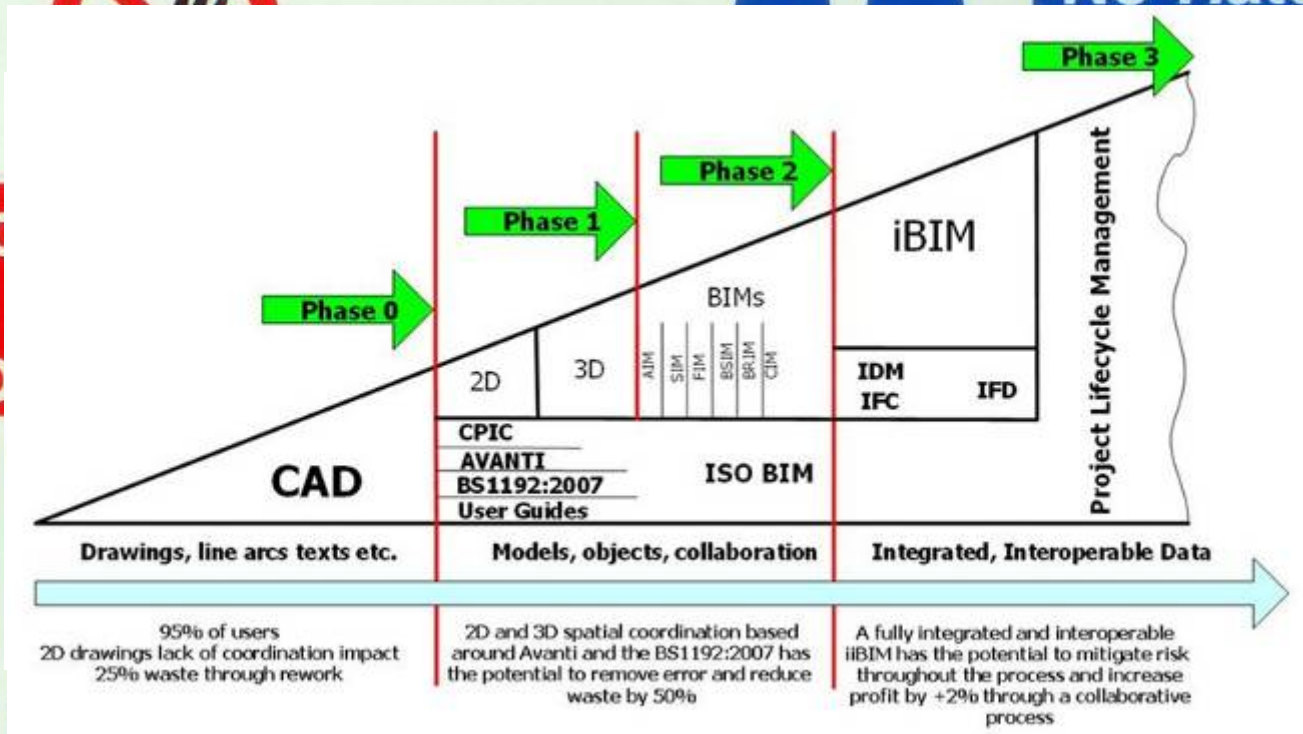 Phase 3
Phase 2
Phase 1
Phase 0
iBIM
BIMs
2D
3D
AIM
SIM
FIM
BSIM
BRIM
CIM
IDM
IFC
IFD
CPIC
AVANTI
BS1192:2007
User Guides
CAD
ISO BIM
Project Lifecycle Management
Drawings, line arcs texts etc.
Models, objects, collaboration
Integrated, Interoperable Data
95% of users
2D drawings lack of coordination impact
25% waste through rework
2D and 3D spatial coordination based
around Avanti and the BS1192:2007 has
the potential to remove error and reduce
waste by 50%
A fully integrated and interoperable
iiBIM has the potential to mitigate risk
throughout the process and increase
profit by +2% through a collaborative
process